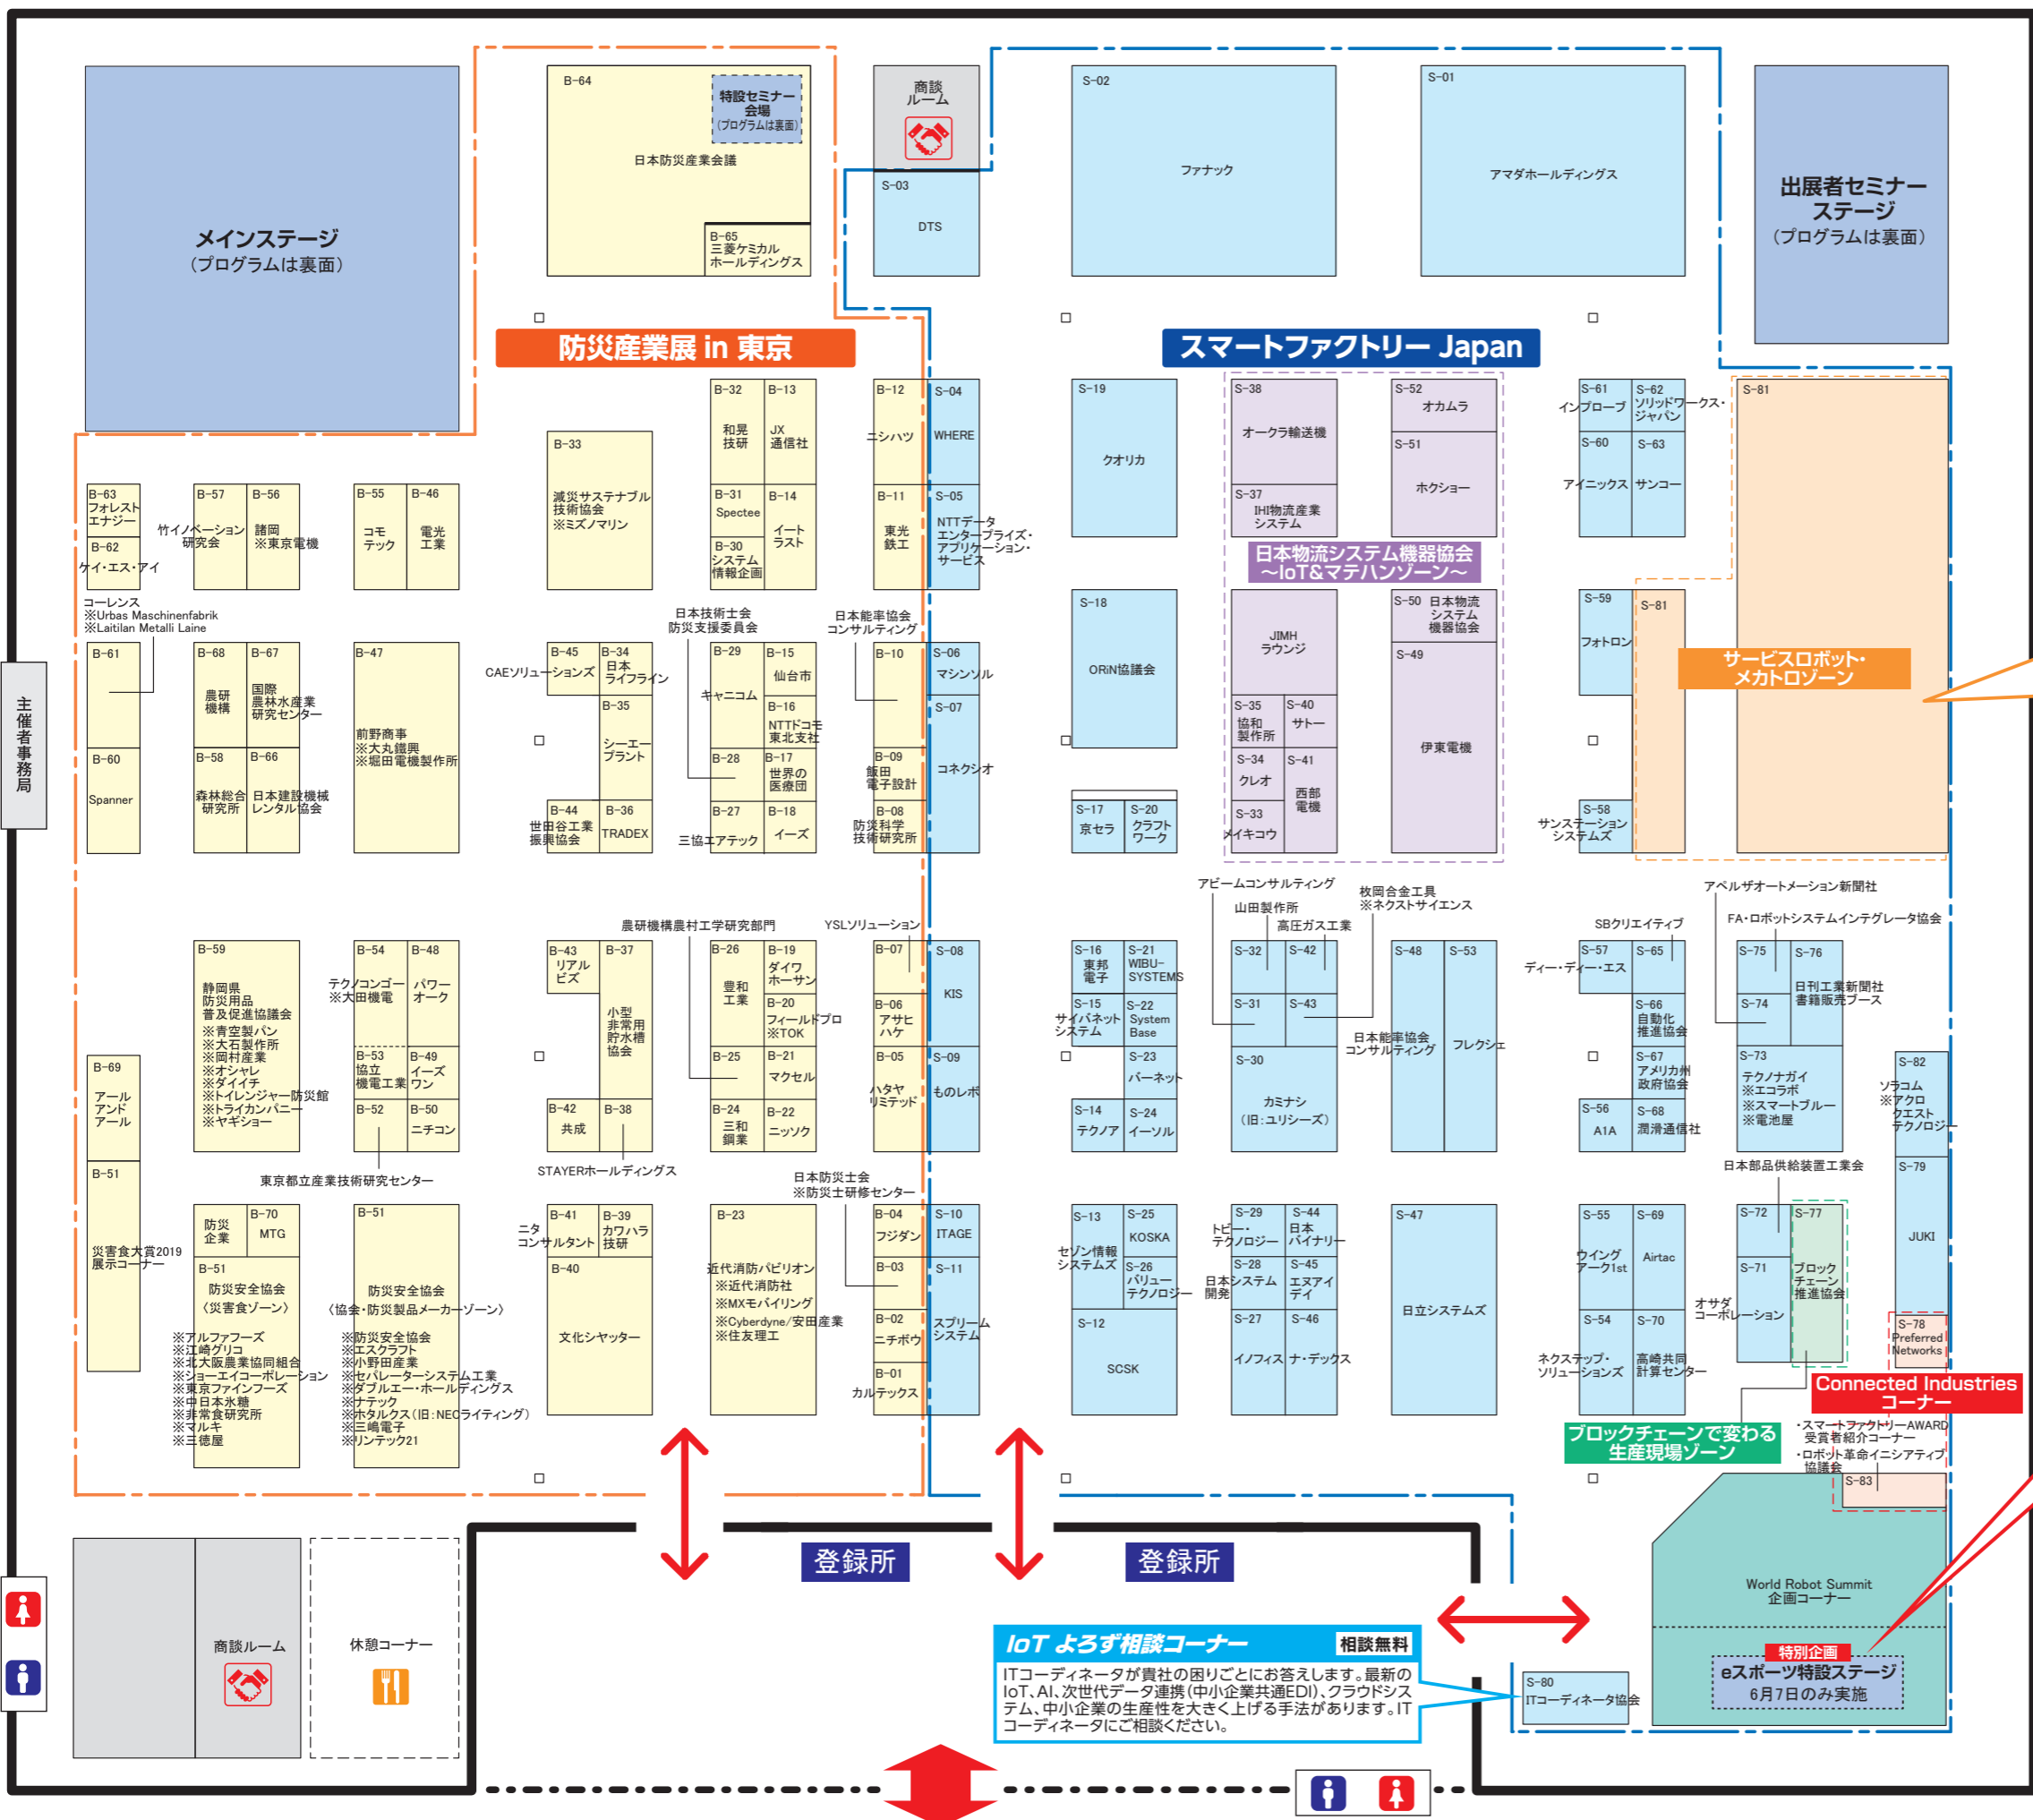 メインステージ
（プログラムは裏面）
B-64
特設セミナー
会場
（プログラムは裏面）
日本防災産業会議
B-65
三菱ケミカル
ホールディングス
商談
ルーム
S-03
DTS
S-02
ファナック
S-01
アマダホールディングス
出展者セミナー
ステージ
（プログラムは裏面）
防災産業展 in 東京
スマートファクトリー Japan
B-33
減災サステナブル
技術協会
※ミズノマリン
B-32
和晃
技研
B-13
JX
通信社
B-31
Spectee
B-14
イート
ラスト
B-30
システム
情報企画
B-12
ニシハツ
S-04
WHERE
B-11
東光
鉄工
S-05
NTTデータ
エンタープライズ・
アプリケーション・
サービス
S-19
クオリカ
S-38
オークラ輸送機
S-37
IHI物流産業
システム
S-52
オカムラ
S-51
ホクショー
日本物流システム機器協会
～IoT&マテハンゾーン～
S-61
インプローブ
S-62
ソリッドワークス・
ジャパン
S-60
アイニックス
S-63
サンコー
S-81
B-63
フォレスト
エナジー
B-62
ケイ・エス・アイ
B-57
竹イノベーション
研究会
B-56
諸岡
※東京電機
B-55
コモ
テック
B-46
電光
工業
コーレンス
※Urbas Maschinenfabrik
※Laitilan Metalli Laine
B-61
B-60
Spanner
B-68
農研
機構
B-67
国際
農林水産業
研究センター
B-58
森林総合
研究所
B-66
日本建設機械
レンタル協会
B-47
前野商事
※大丸鐵興
※堀田電機製作所
B-45
CAEソリューションズ
B-34
日本
ライフライン
B-35
シーエー
プラント
B-44
世田谷工業
振興協会
B-36
TRADEX
日本技術士会
防災支援委員会
B-29
キャニコム
B-15
仙台市
B-16
NTTドコモ
東北支社
B-28
B-17
世界の
医療団
B-27
三協エアテック
B-18
イーズ
日本能率協会
コンサルティング
B-10
S-06
マシンソル
S-07
コネクシオ
B-09
飯田
電子設計
B-08
防災科学
技術研究所
S-18
ORiN協議会
S-17
京セラ
S-20
クラフト
ワーク
JIMH
ラウンジ
S-35
協和
製作所
S-40
サトー
S-34
クレオ
S-41
西部
電機
S-33
メイキコウ
S-50
日本物流
システム
機器協会
S-49
伊東電機
S-59
フォトロン
S-81
サービスロボット・
メカトロゾーン
S-58
サンステーション
システムズ
主催者事務局
B-59
静岡県
防災用品
普及促進協議会
※青空製パン
※大石製作所
※岡村産業
※オシャレ
※ダイイチ
※トイレンジャー防災館
※トライカンパニー
※ヤギショー
B-54
テクノコンゴー
※大田機電
B-48
パワー
オーク
B-53
協立
機電工業
B-49
イーズ
ワン
B-52
B-50
ニチコン
東京都立産業技術研究センター
B-43
リアル
ビズ
B-37
小型
非常用
貯水槽
協会
B-42
共成
B-38
STAYERホールディングス
農研機構農村工学研究部門
B-26
豊和
工業
B-19
ダイワ
ホーサン
B-20
フィールドプロ
※TOK
B-25
B-21
マクセル
B-24
三和
鋼業
B-22
ニッソク
YSLソリューション
B-07
S-08
KIS
B-06
アサヒ
ハケ
B-05
ハタヤ
リミテッド
S-09
ものレボ
S-16
東邦
電子
S-21
WIBU-
SYSTEMS
S-15
サイバネット
システム
S-22
System
Base
S-23
バーネット
S-14
テクノア
S-24
イーソル
アビームコンサルティング
山田製作所
高圧ガス工業
枚岡合金工具
※ネクストサイエンス
S-32
S-42
S-31
S-43
S-30
カミナシ
（旧：ユリシーズ）
S-48
日本能率協会
コンサルティング
S-53
フレクシェ
SBクリエイティブ
S-57
ディー・ディー・エス
S-65
S-66
自動化
推進協会
S-67
アメリカ州
政府協会
S-56
A1A
S-68
潤滑通信社
アペルザオートメーション新聞社
FA・ロボットシステムインテグレータ協会
S-75
S-76
日刊工業新聞社
書籍販売ブース
S-74
S-73
テクノナガイ
※エコラボ
※スマートブルー
※電池屋
S-82
ソラコム
※アクロ
クエスト
テクノロジー
S-79
JUKI
B-69
アール
アンド
アール
B-51
災害食大賞2019
展示コーナー
防災
企業
B-70
MTG
B-51
防災安全協会
〈災害食ゾーン〉
※アルファフーズ
※江崎グリコ
※北大阪農業協同組合
※ショーエイコーポレーション
※東京ファインフーズ
※中日本氷糖
※非常食研究所
※マルキ
※三徳屋
B-51
防災安全協会
〈協会・防災製品メーカーゾーン〉
※防災安全協会
※エスクラフト
※小野田産業
※セパレーターシステム工業
※ダブルエー・ホールディングス
※ナテック
※ホタルクス（旧：NECライティング）
※三嶋電子
※リンテック21
B-41
ニタ
コンサルタント
B-39
カワハラ
技研
B-40
文化シヤッター
B-23
近代消防パビリオン
※近代消防社
※MXモバイリング
※Cyberdyne/安田産業
※住友理工
日本防災士会
※防災士研修センター
B-04
フジダン
S-10
ITAGE
B-03
S-11
スプリーム
システム
B-02
ニチボウ
B-01
カルテックス
S-13
セゾン情報
システムズ
S-25
KOSKA
S-26
バリュー
テクノロジー
S-12
SCSK
S-29
トビー・
テクノロジー
S-44
日本
バイナリー
S-28
日本システム
開発
S-45
エヌアイ
デイ
S-27
イノフィス
S-46
ナ・デックス
S-47
日立システムズ
S-55
ウイング
アーク1st
S-69
Airtac
S-54
ネクステップ・
ソリューションズ
S-70
高崎共同
計算センター
日本部品供給装置工業会
S-72
S-77
ブロック
チェーン
推進協会
S-71
オサダ
コーポレーション
S-78
Preferred
Networks
Connected Industries
コーナー
・スマートファクトリーAWARD
受賞者紹介コーナー
・ロボット革命イニシアティブ
協議会
S-83
ブロックチェーンで変わる
生産現場ゾーン
登録所
登録所
商談ルーム
休憩コーナー
IoT よろず相談コーナー
相談無料
ITコーディネータが貴社の困りごとにお答えします。最新の
IoT、AI、次世代データ連携（中小企業共通EDI）、クラウドシス
テム、中小企業の生産性を大きく上げる手法があります。IT
コーディネータにご相談ください。
S-80
ITコーディネータ協会
World Robot Summit
企画コーナー
特別企画
eスポーツ特設ステージ
6月7日のみ実施